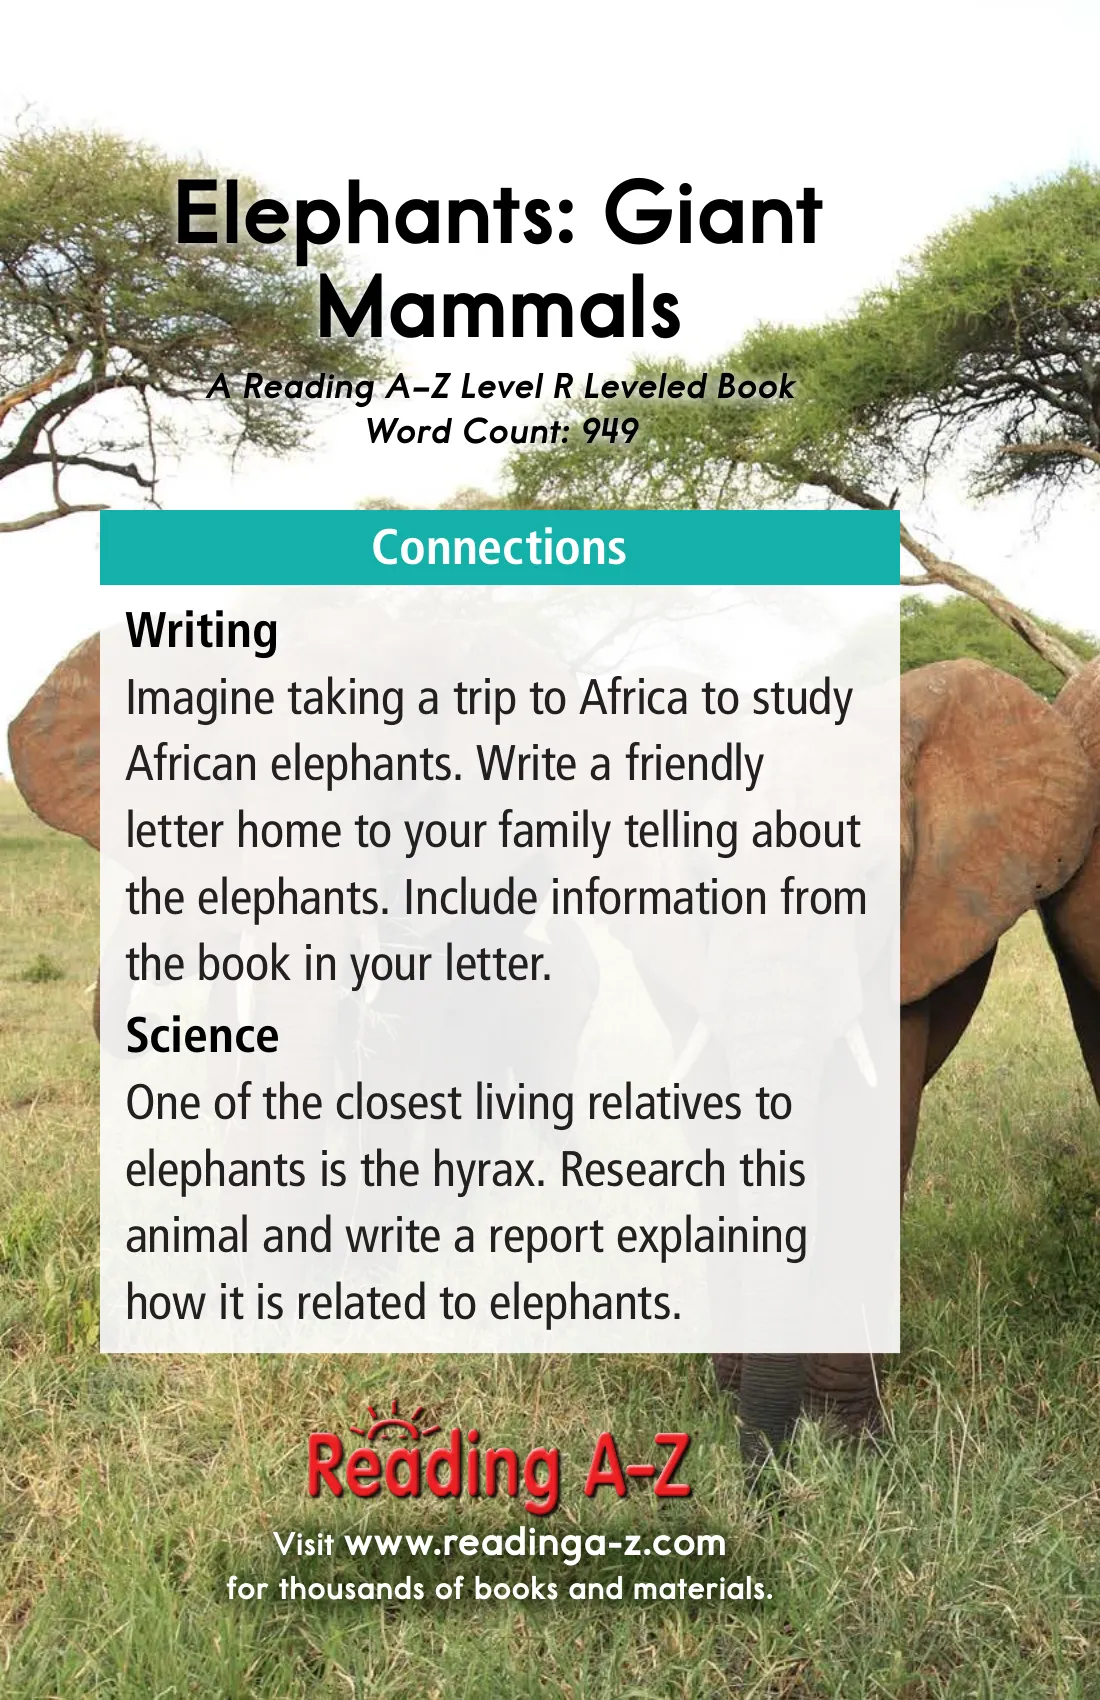 Elephants: Giant
Mammals
A Reading A–Z Level R Leveled Book
Word Count: 949
Connections
Writing
Imagine taking a trip to Africa to study
African elephants. Write a friendly
letter home to your family telling about
the elephants. Include information from
the book in your letter.
Science
One of the closest living relatives to
elephants is the hyrax. Research this
animal and write a report explaining
how it is related to elephants.
Reading A-Z
Visit www.readinga-z.com
for thousands of books and materials.